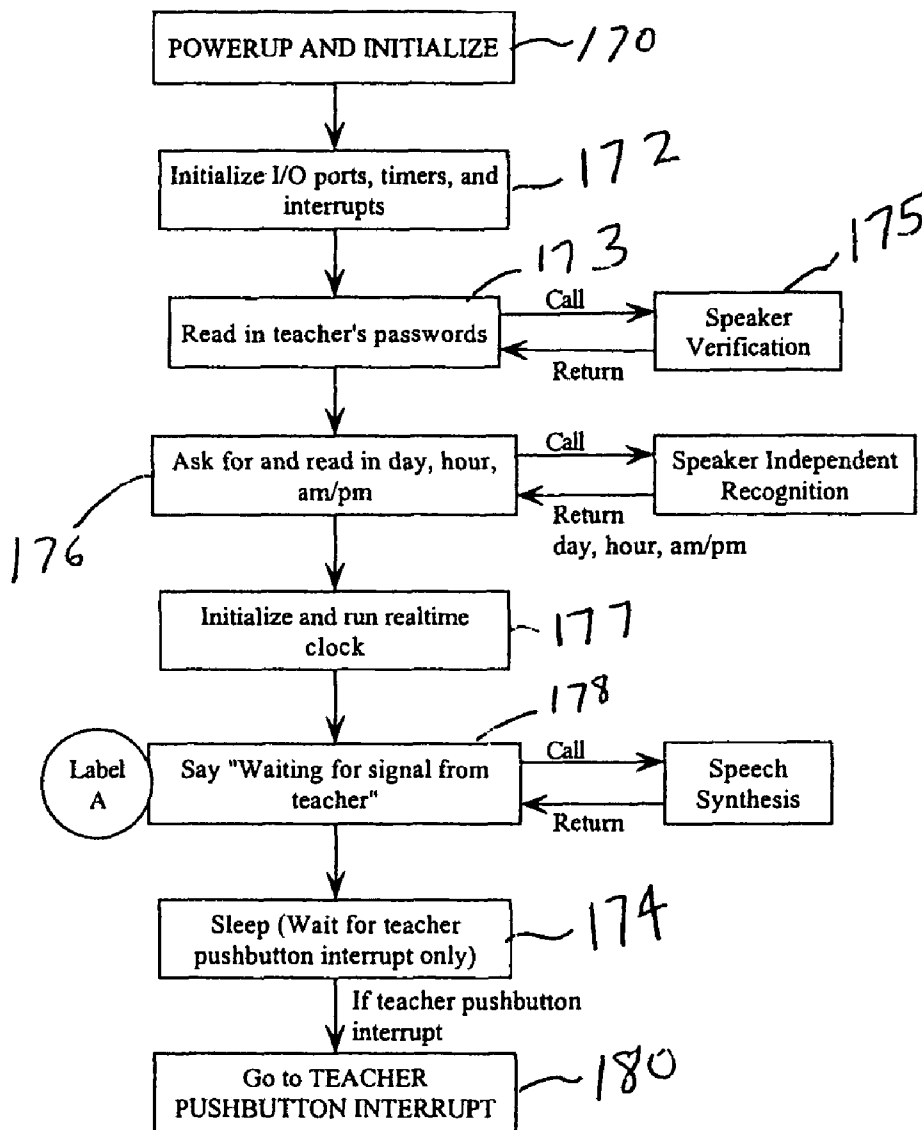 POWERUP AND INITIALIZE
170
Initialize I/O ports, timers, and
interrupts
172
173
175
Read in teacher's passwords
Call
Return
Speaker
Verification
Ask for and read in day, hour,
am/pm
176
Call
Return
day, hour, am/pm
Speaker Independent
Recognition
Initialize and run realtime
clock
177
178
Label
A
Say "Waiting for signal from
teacher"
Call
Return
Speech
Synthesis
Sleep (Wait for teacher
pushbutton interrupt only)
174
If teacher pushbutton
interrupt
Go to TEACHER
PUSHBUTTON INTERRUPT
180